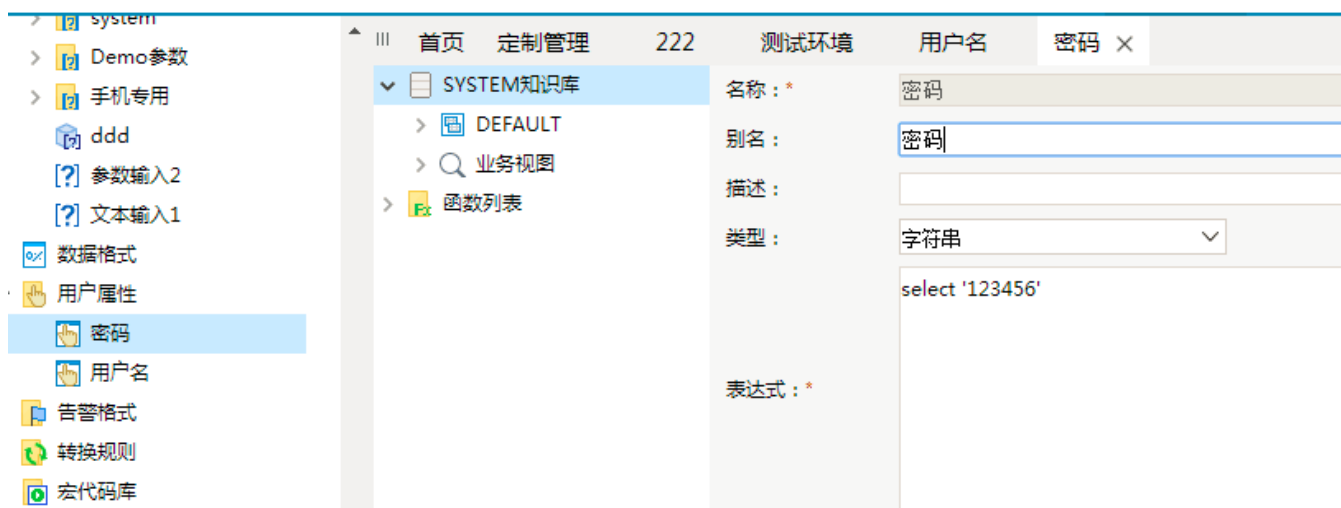 system
Demo参数
手机专用
ddd
参数输入2
文本输入1
数据格式
用户属性
密码
用户名
告警格式
转换规则
宏代码库
首页 定制管理 222 测试环境 用户名 密码 ×
SYSTEM知识库
DEFAULT
业务视图
函数列表
名称：* 密码
别名： 密码
描述：
类型： 字符串
表达式：* select '123456'